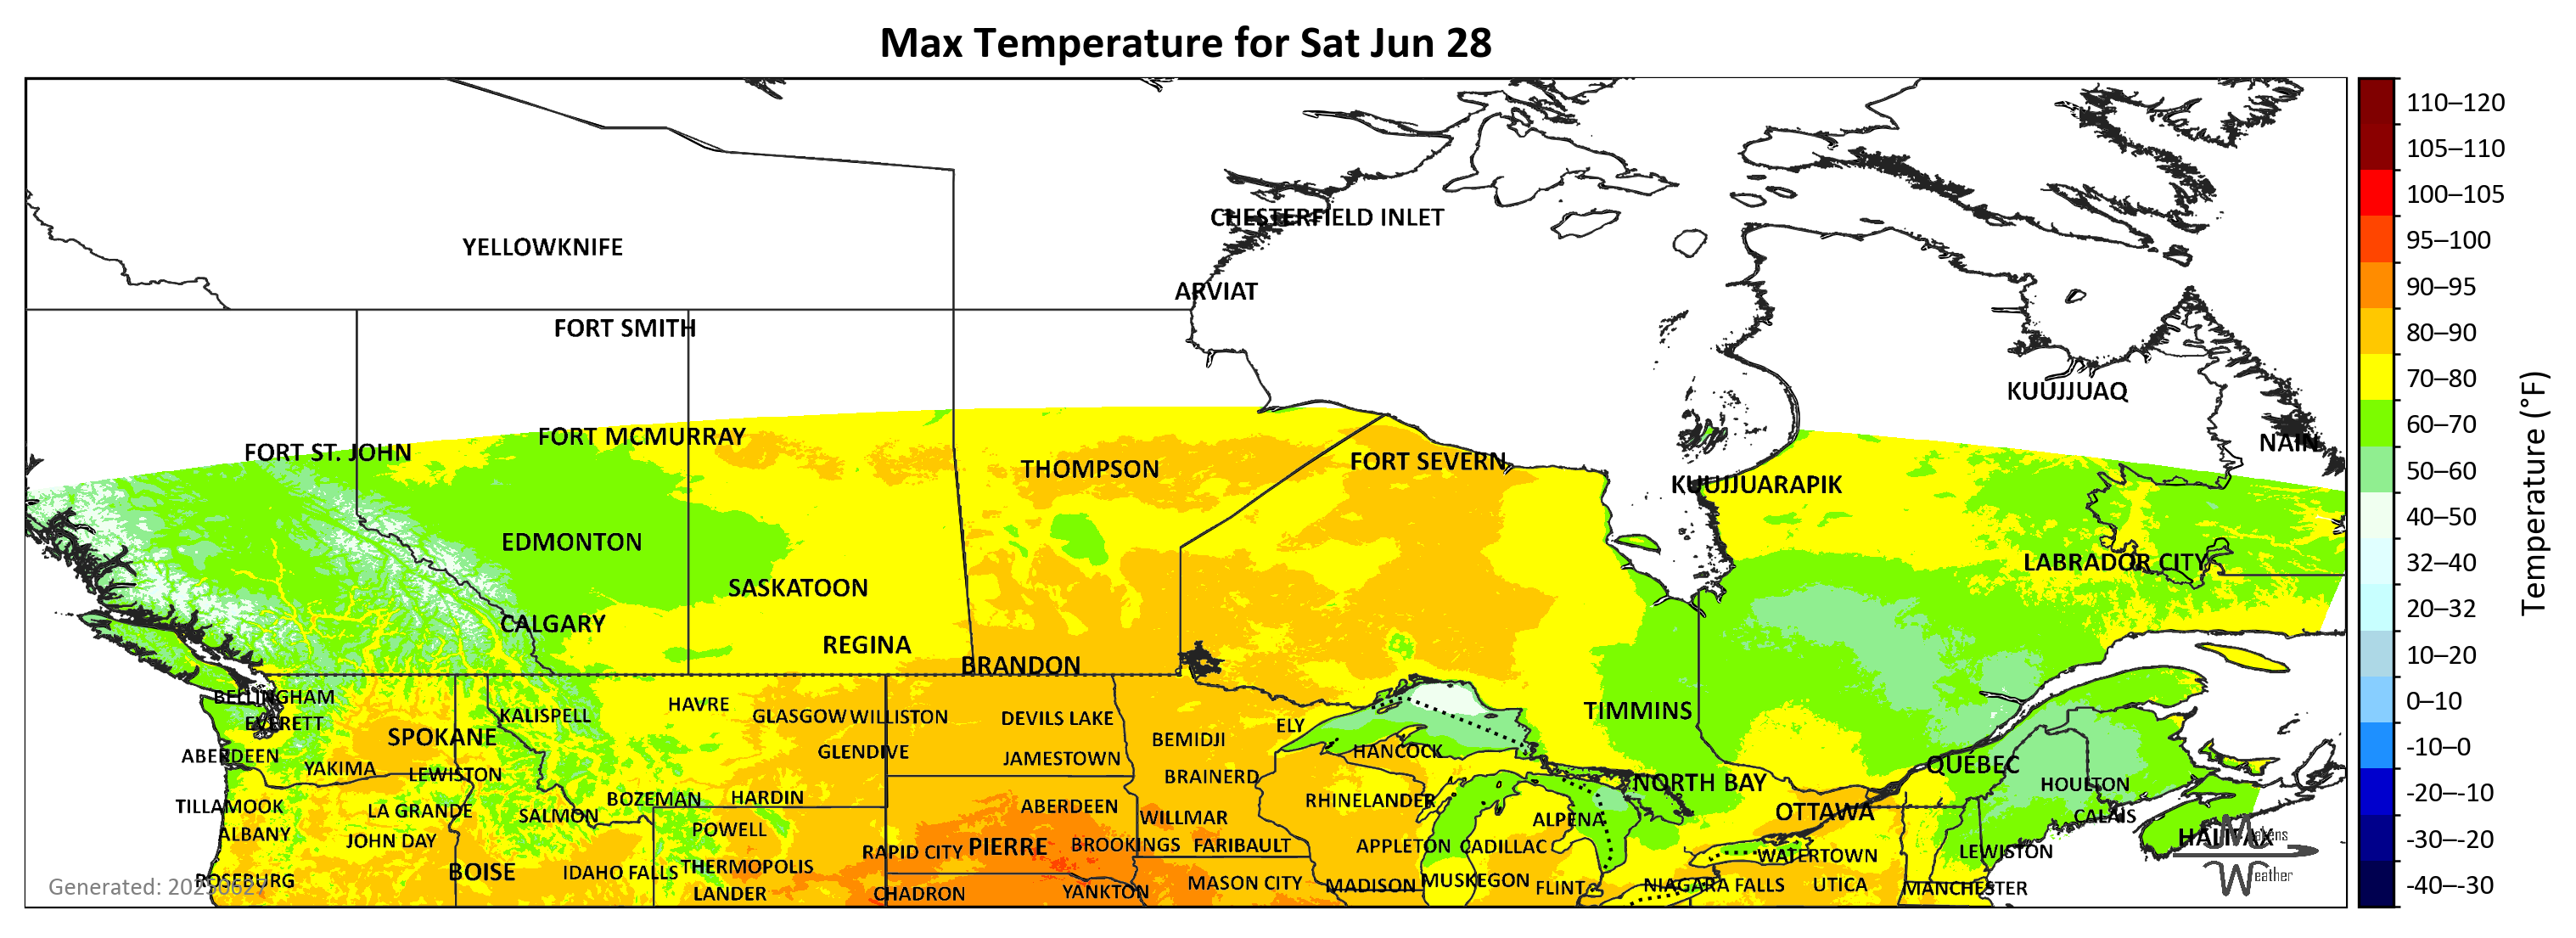 Max Temperature for Sat Jun 28
CHESTERFIELD INLET
YELLOWKNIFE
ARVIAT
FORT SMITH
KUUJJUAQ
FORT MCMURRAY
NAIN
FORT ST. JOHN
THOMPSON
FORT SEVERN
KUUJJUARAPIK
EDMONTON
LABRADOR CITY
SASKATOON
CALGARY
REGINA
BRANDON
BELLINGHAM
HAVRE
KALISPELL
GLASGOW WILLISTON
DEVILS LAKE
TIMMINS
EVERETT
ELY
SPOKANE
BEMIDJI
GLENDIVE
HANCOCK
ABERDEEN
JAMESTOWN
QUEBEC
YAKIMA
LEWISTON
BRAINERD
NORTH BAY
HOULTON
BOZEMAN
HARDIN
RHINELANDER
TILLAMOOK
ABERDEEN
LA GRANDE
SALMON
WILLMAR
OTTAWA
CALAIS
ALPENA
ALBANY
POWELL
HALIFAX
Makens
JOHN DAY
PIERRE
BROOKINGS
FARIBAULT
APPLETON
CADILLAC
RAPID CITY
LEWISTON
WATERTOWN
BOISE
IDAHO FALLS
THERMOPOLIS
Weather
ROSEBURG
Generated: 20250627
LANDER
CHADRON
YANKTON
MASON CITY
MADISON
MUSKEGON
FLINT
NIAGARA FALLS
UTICA
MANCHESTER
110–120
105–110
100–105
95–100
90–95
80–90
70–80
60–70
50–60
40–50
32–40
20–32
10–20
0–10
-10–0
-20–-10
-30–-20
-40–-30
Temperature (°F)